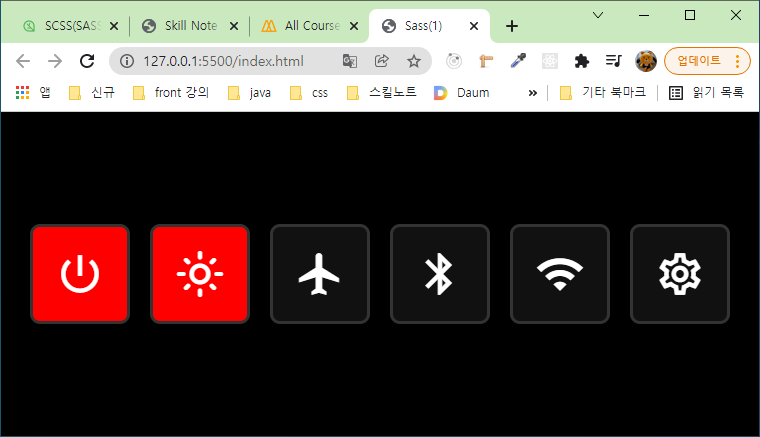 SCSS(SASS
Skill Note
All Course
Sass(1)
127.0.0.1:5500/index.html
업데이트
앱 신규 front 강의 java css 스킬노트 Daum » 기타 북마크 읽기 목록